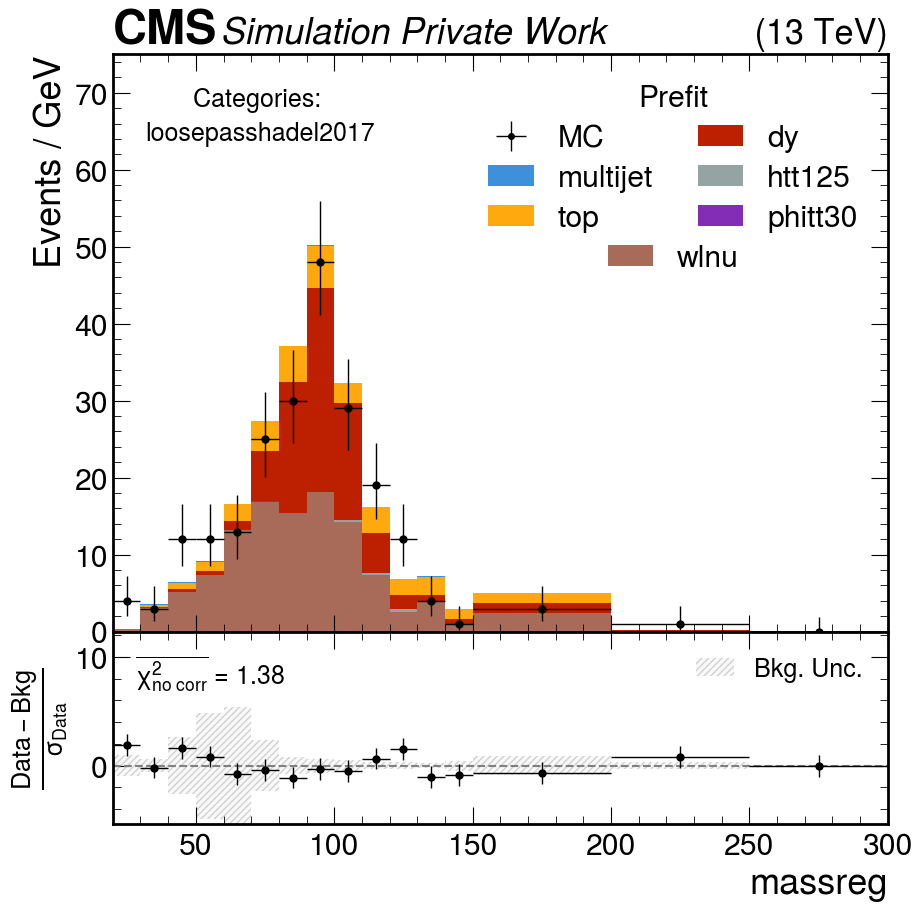 CMS Simulation Private Work (13 TeV)
Events / GeV
Categories:
loosepasshadel2017
Prefit
MC dy
multijet htt125
top phitt30
wlnu
70
60
50
40
30
20
10
0
Data − Bkg
σData
10
0
χ²no corr = 1.38
Bkg. Unc.
50 100 150 200 250 300
massreg